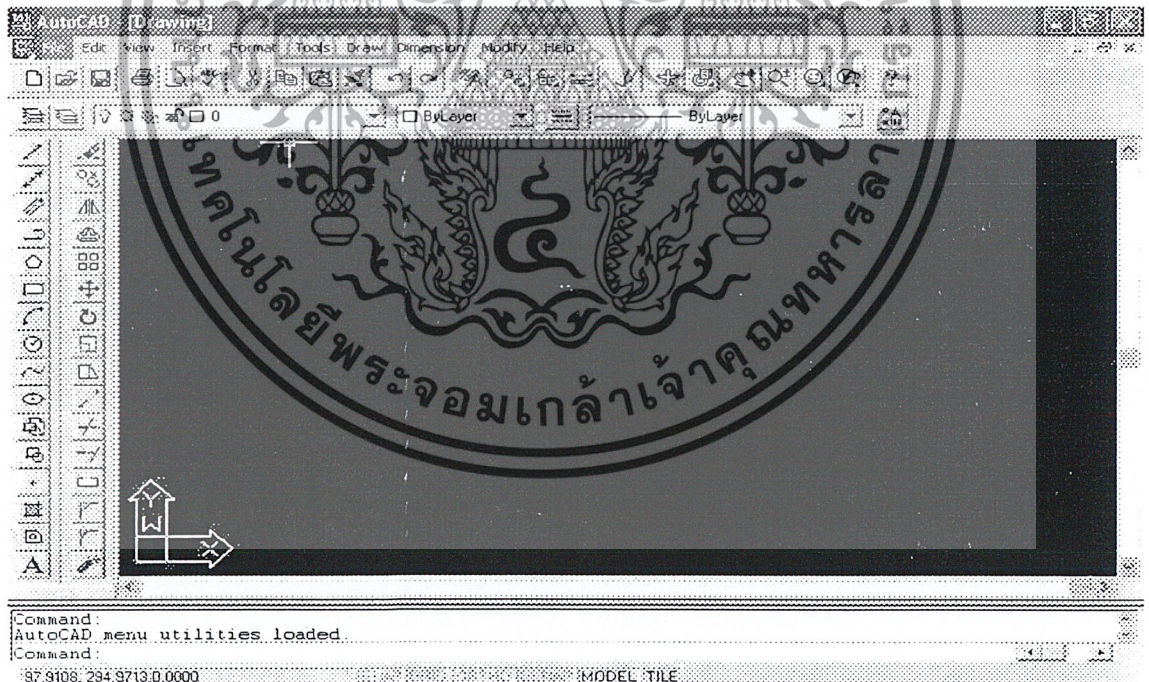 AutoCAD - [Drawing]
File Edit View Insert Format Tools Draw Dimension Modify Help
0 ByLayer ByLayer
เทคโนโลยีพระจอมเกล้าเจ้าคุณทหารลา
A
Y
W
X
Command:
AutoCAD menu utilities loaded.
Command:
97.9108, 294.9713,0.0000 MODEL TILE